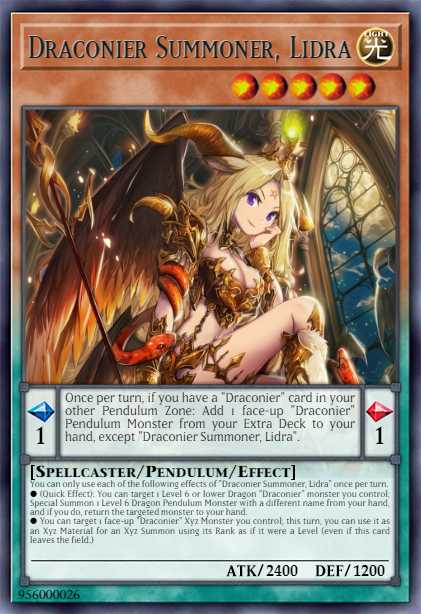 DRACONIER SUMMONER, LIDRA
LIGHT
光
Once per turn, if you have a "Draconier" card in your
other Pendulum Zone: Add 1 face-up "Draconier"
Pendulum Monster from your Extra Deck to your
hand, except "Draconier Summoner, Lidra".
1
1
[SPELLCASTER/PENDULUM/EFFECT]
You can only use each of the following effects of "Draconier Summoner, Lidra" once per turn.
● (Quick Effect): You can target 1 Level 6 or lower Dragon "Draconier" monster you control;
Special Summon 1 Level 6 Dragon Pendulum Monster with a different name from your hand,
and if you do, return the targeted monster to your hand.
● You can target 1 face-up "Draconier" Xyz Monster you control; this turn, you can use it as
an Xyz Material for an Xyz Summon using its Rank as if it were a Level (even if this card
leaves the field.)
ATK/2400 DEF/1200
956000026